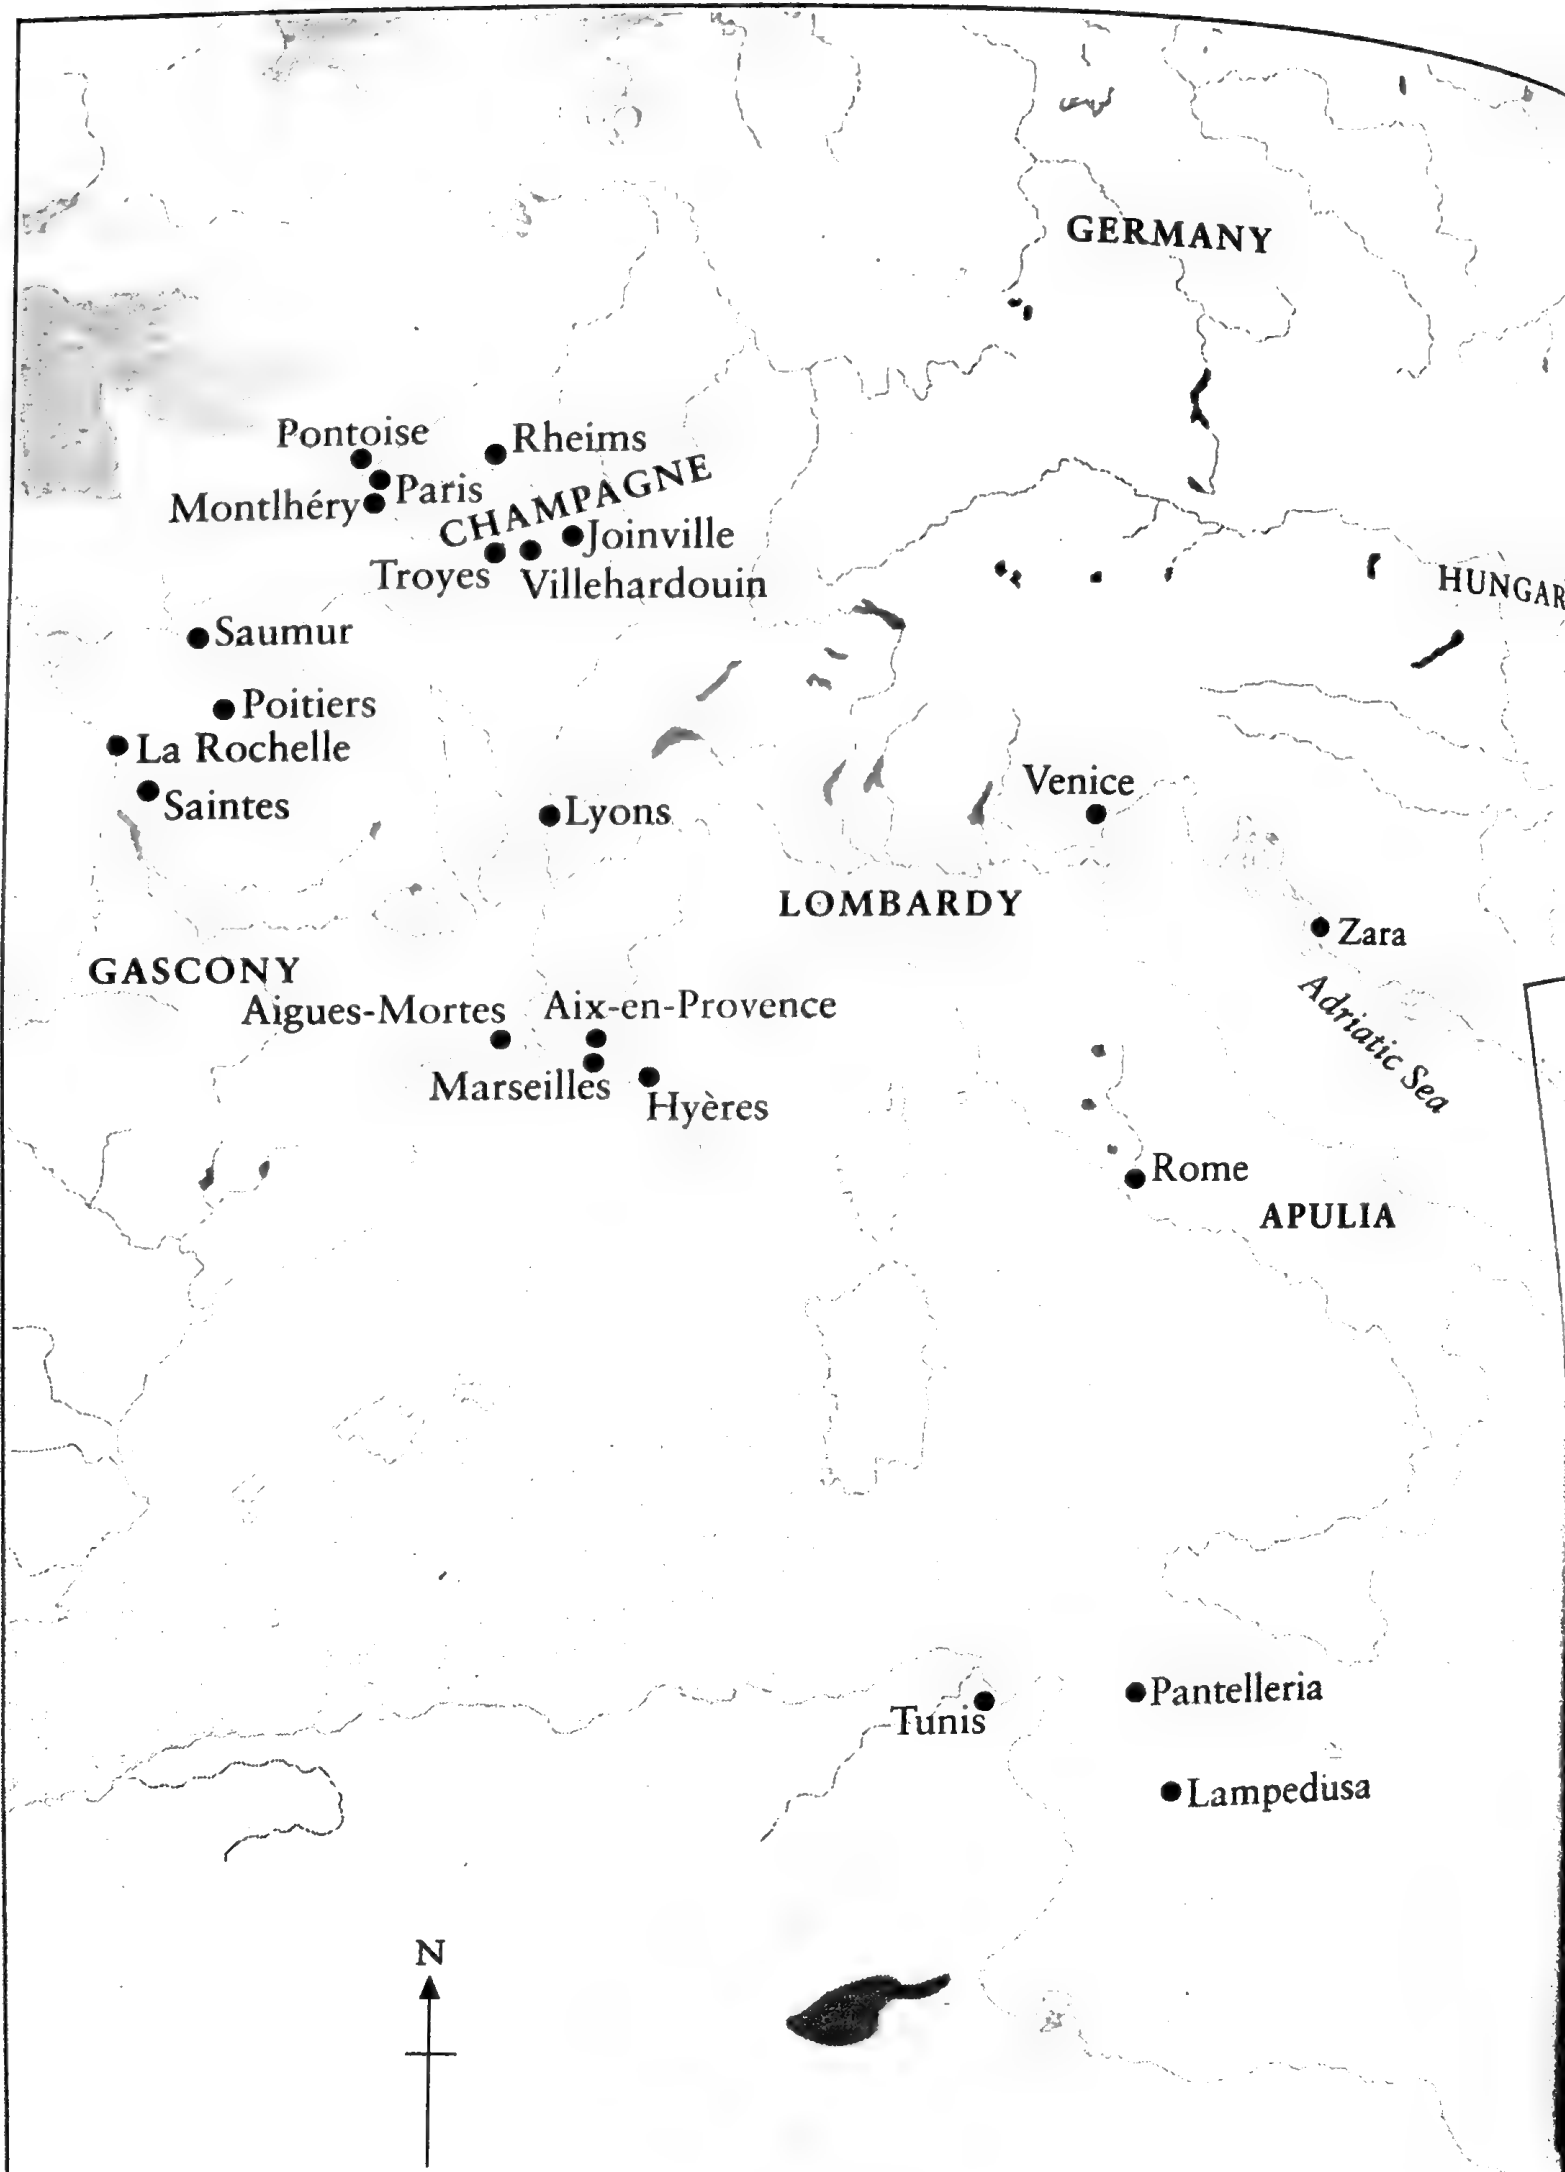 GERMANY
Pontoise
Rheims
Paris
Montlhéry
CHAMPAGNE
Joinville
Troyes
Villehardouin
HUNGAR
Saumur
Poitiers
La Rochelle
Saintes
Lyons
Venice
LOMBARDY
Zara
GASCONY
Adriatic Sea
Aigues-Mortes
Aix-en-Provence
Marseilles
Hyères
Rome
APULIA
Tunis
Pantelleria
Lampedusa
N